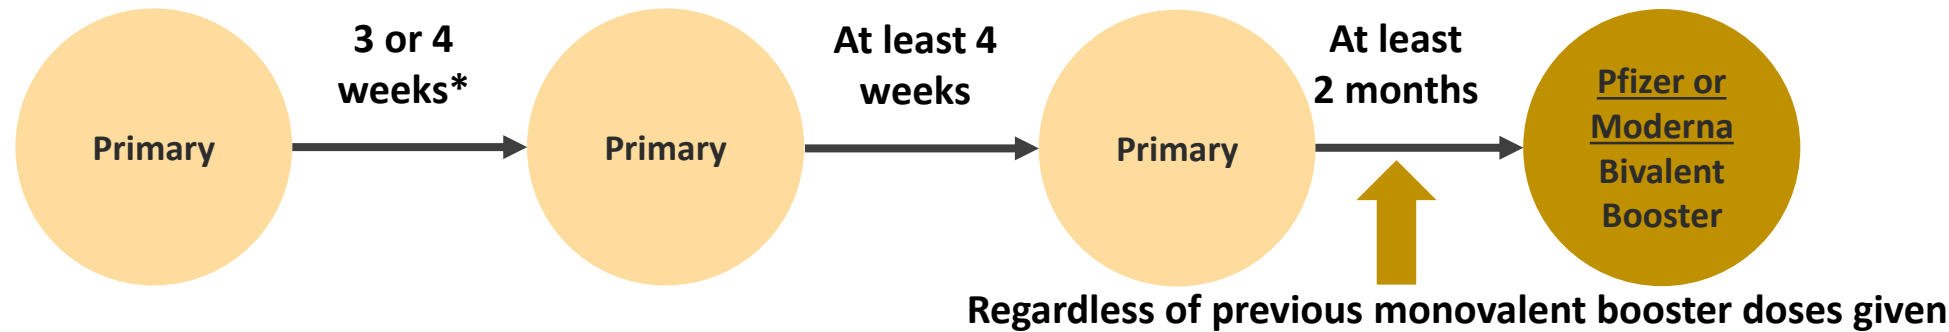 Primary
3 or 4
weeks*
Primary
At least 4
weeks
Primary
At least
2 months
Pfizer or
Moderna
Bivalent
Booster
Regardless of previous monovalent booster doses given